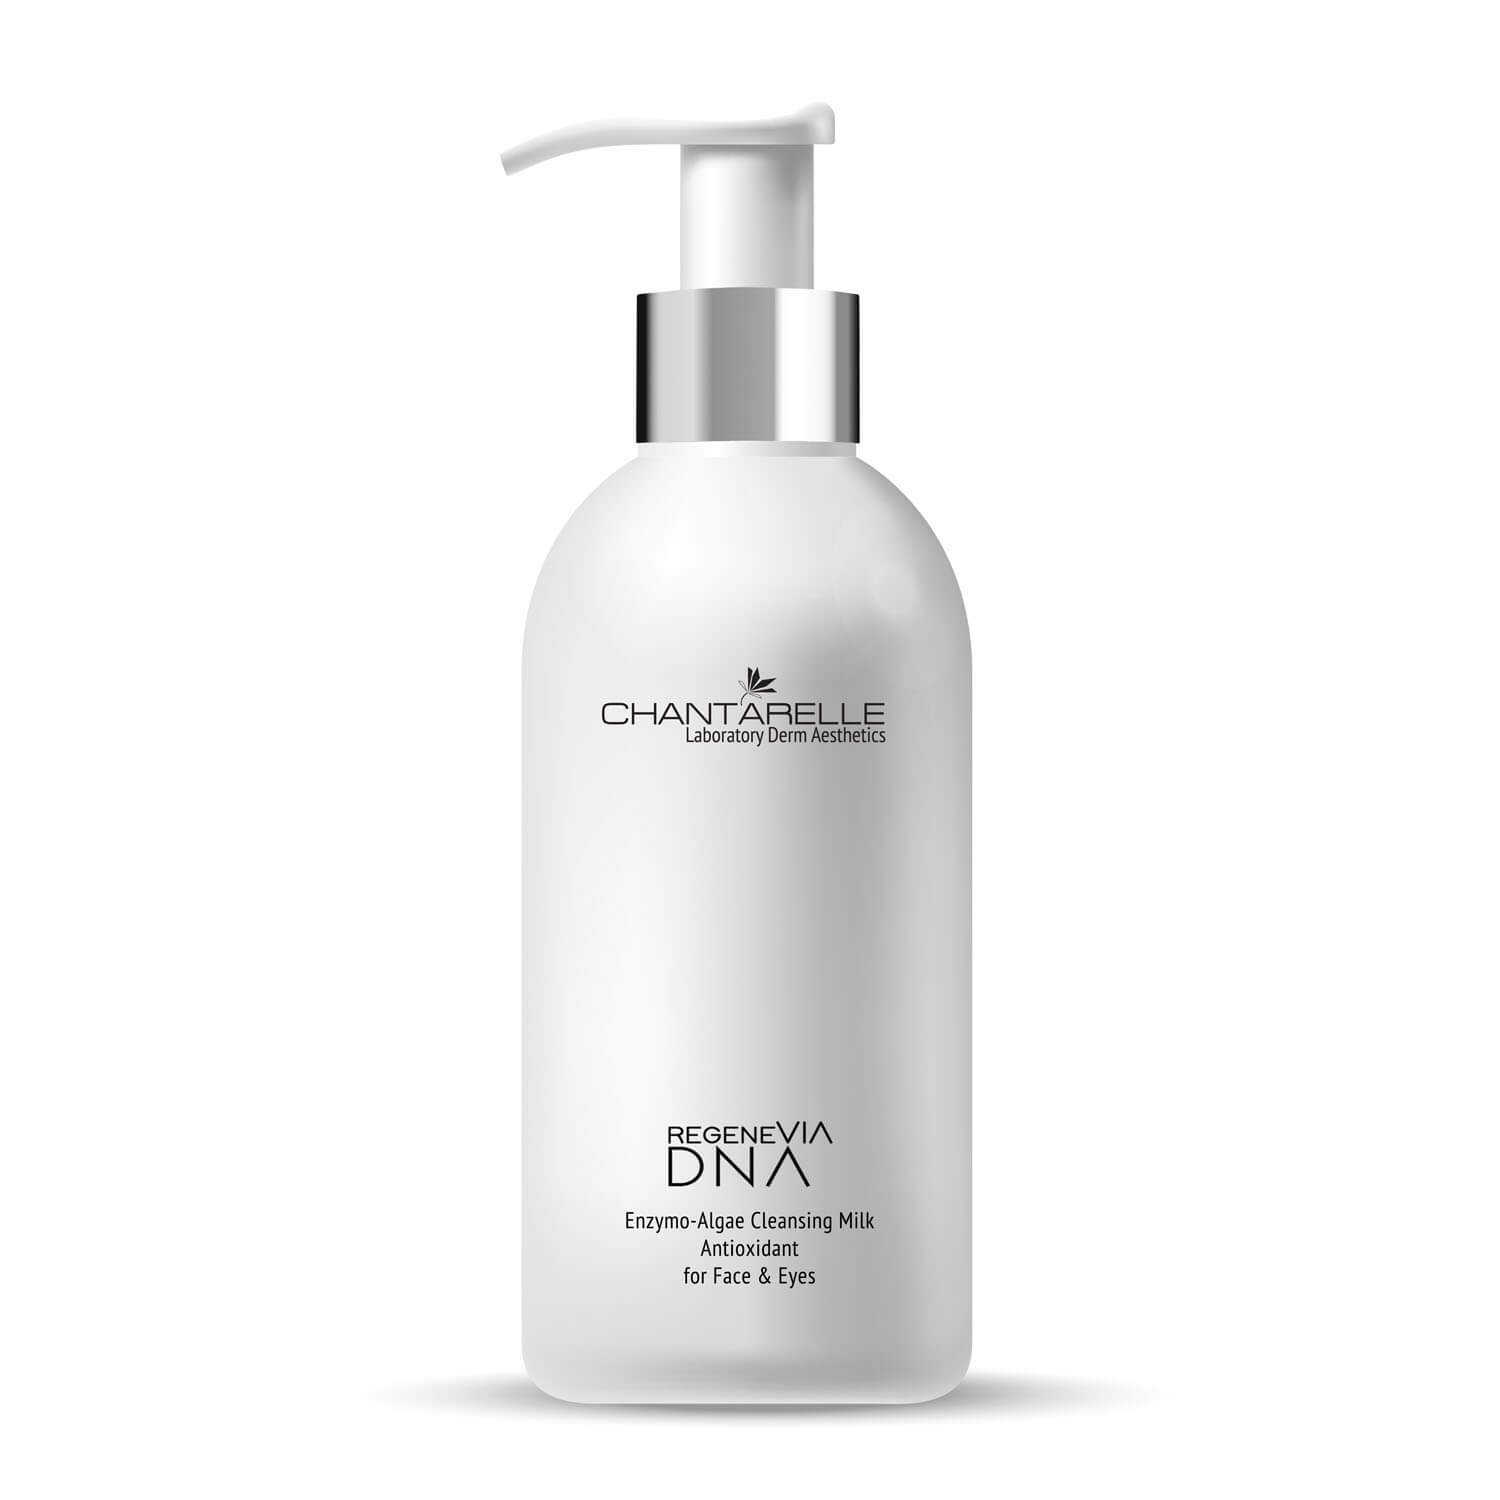 CHANTARELLE
Laboratory Derm Aesthetics
REGENEVIA
DNA
Enzymo-Algae Cleansing Milk
Antioxidant
for Face & Eyes